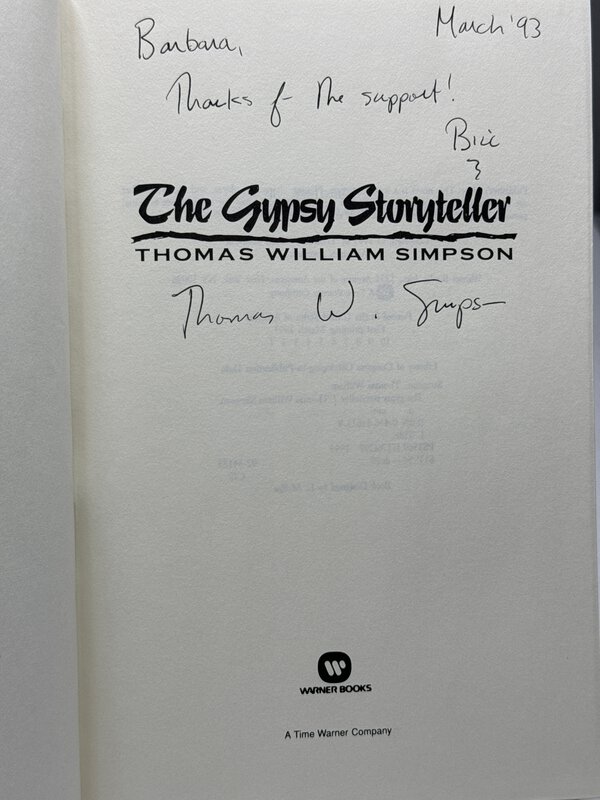 March '93
Barbara,
Thanks f the support!
The Gypsy Storyteller
THOMAS WILLIAM SIMPSON
Thomas W. Simpson
WARNER BOOKS
A Time Warner Company